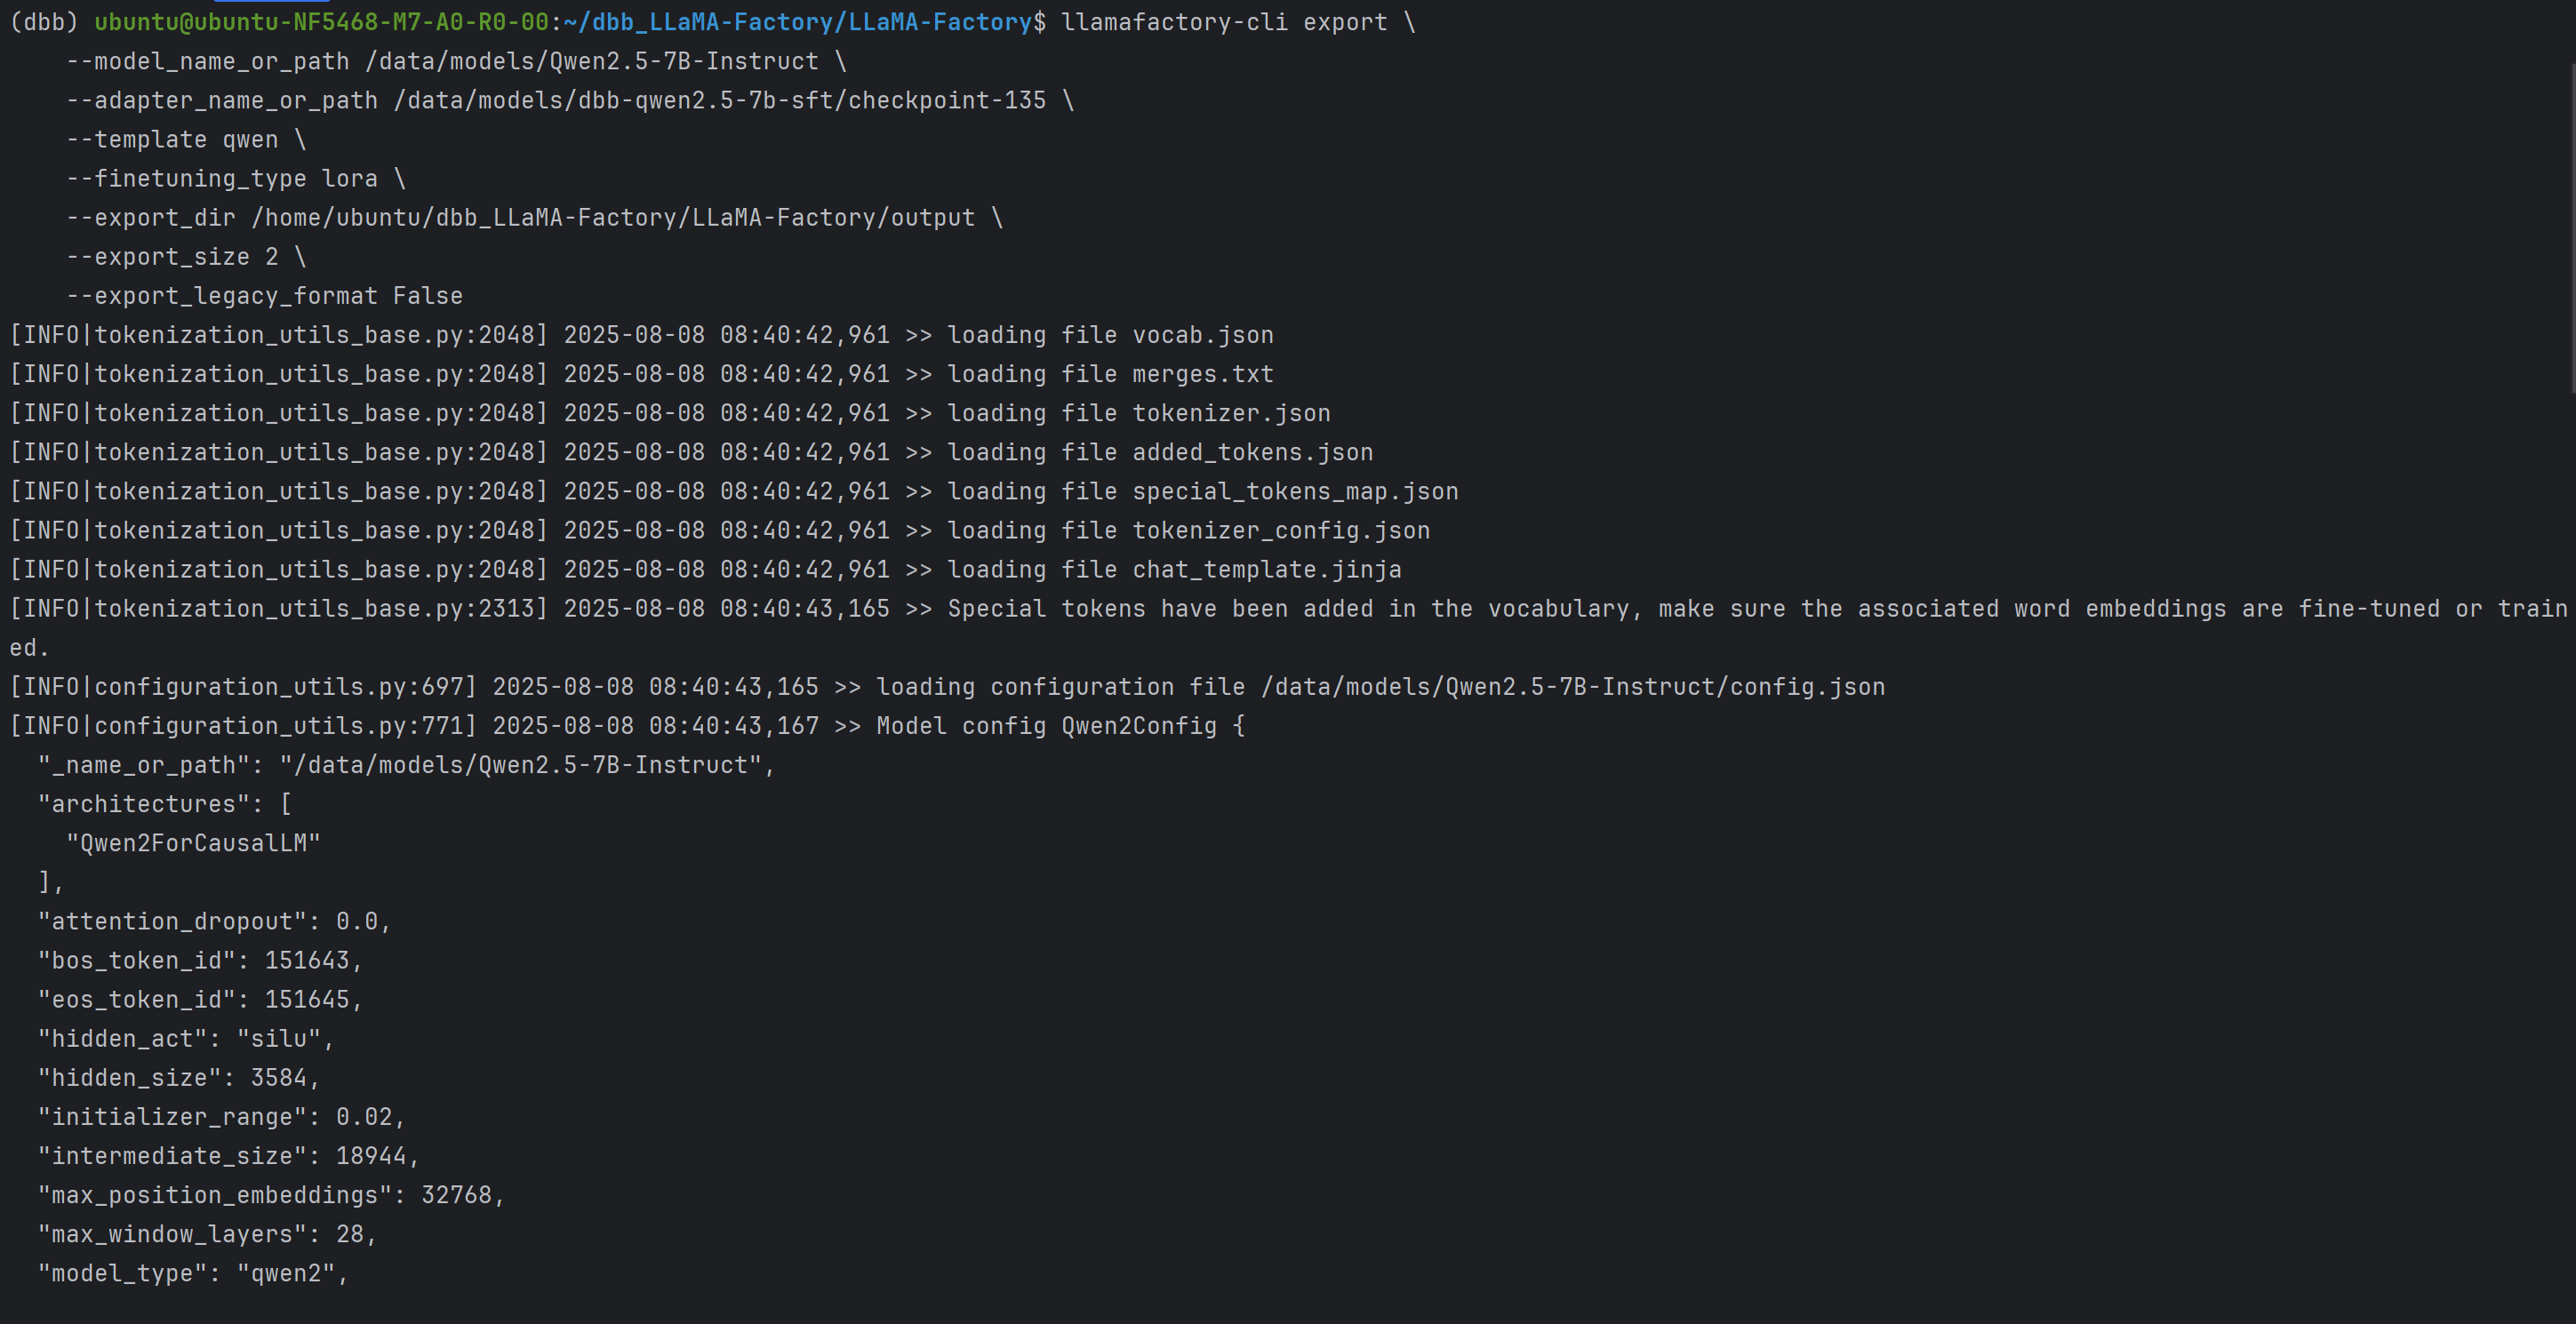 (dbb) ubuntu@ubuntu-NF5468-M7-A0-R0-00:~/dbb_LLaMA-Factory/LLaMA-Factory$ llamafactory-cli export \
    --model_name_or_path /data/models/Qwen2.5-7B-Instruct \
    --adapter_name_or_path /data/models/dbb-qwen2.5-7b-sft/checkpoint-135 \
    --template qwen \
    --finetuning_type lora \
    --export_dir /home/ubuntu/dbb_LLaMA-Factory/LLaMA-Factory/output \
    --export_size 2 \
    --export_legacy_format False
[INFO|tokenization_utils_base.py:2048] 2025-08-08 08:40:42,961 >> loading file vocab.json
[INFO|tokenization_utils_base.py:2048] 2025-08-08 08:40:42,961 >> loading file merges.txt
[INFO|tokenization_utils_base.py:2048] 2025-08-08 08:40:42,961 >> loading file tokenizer.json
[INFO|tokenization_utils_base.py:2048] 2025-08-08 08:40:42,961 >> loading file added_tokens.json
[INFO|tokenization_utils_base.py:2048] 2025-08-08 08:40:42,961 >> loading file special_tokens_map.json
[INFO|tokenization_utils_base.py:2048] 2025-08-08 08:40:42,961 >> loading file tokenizer_config.json
[INFO|tokenization_utils_base.py:2048] 2025-08-08 08:40:42,961 >> loading file chat_template.jinja
[INFO|tokenization_utils_base.py:2313] 2025-08-08 08:40:43,165 >> Special tokens have been added in the vocabulary, make sure the associated word embeddings are fine-tuned or train
ed.
[INFO|configuration_utils.py:697] 2025-08-08 08:40:43,165 >> loading configuration file /data/models/Qwen2.5-7B-Instruct/config.json
[INFO|configuration_utils.py:771] 2025-08-08 08:40:43,167 >> Model config Qwen2Config {
  "_name_or_path": "/data/models/Qwen2.5-7B-Instruct",
  "architectures": [
    "Qwen2ForCausalLM"
  ],
  "attention_dropout": 0.0,
  "bos_token_id": 151643,
  "eos_token_id": 151645,
  "hidden_act": "silu",
  "hidden_size": 3584,
  "initializer_range": 0.02,
  "intermediate_size": 18944,
  "max_position_embeddings": 32768,
  "max_window_layers": 28,
  "model_type": "qwen2",